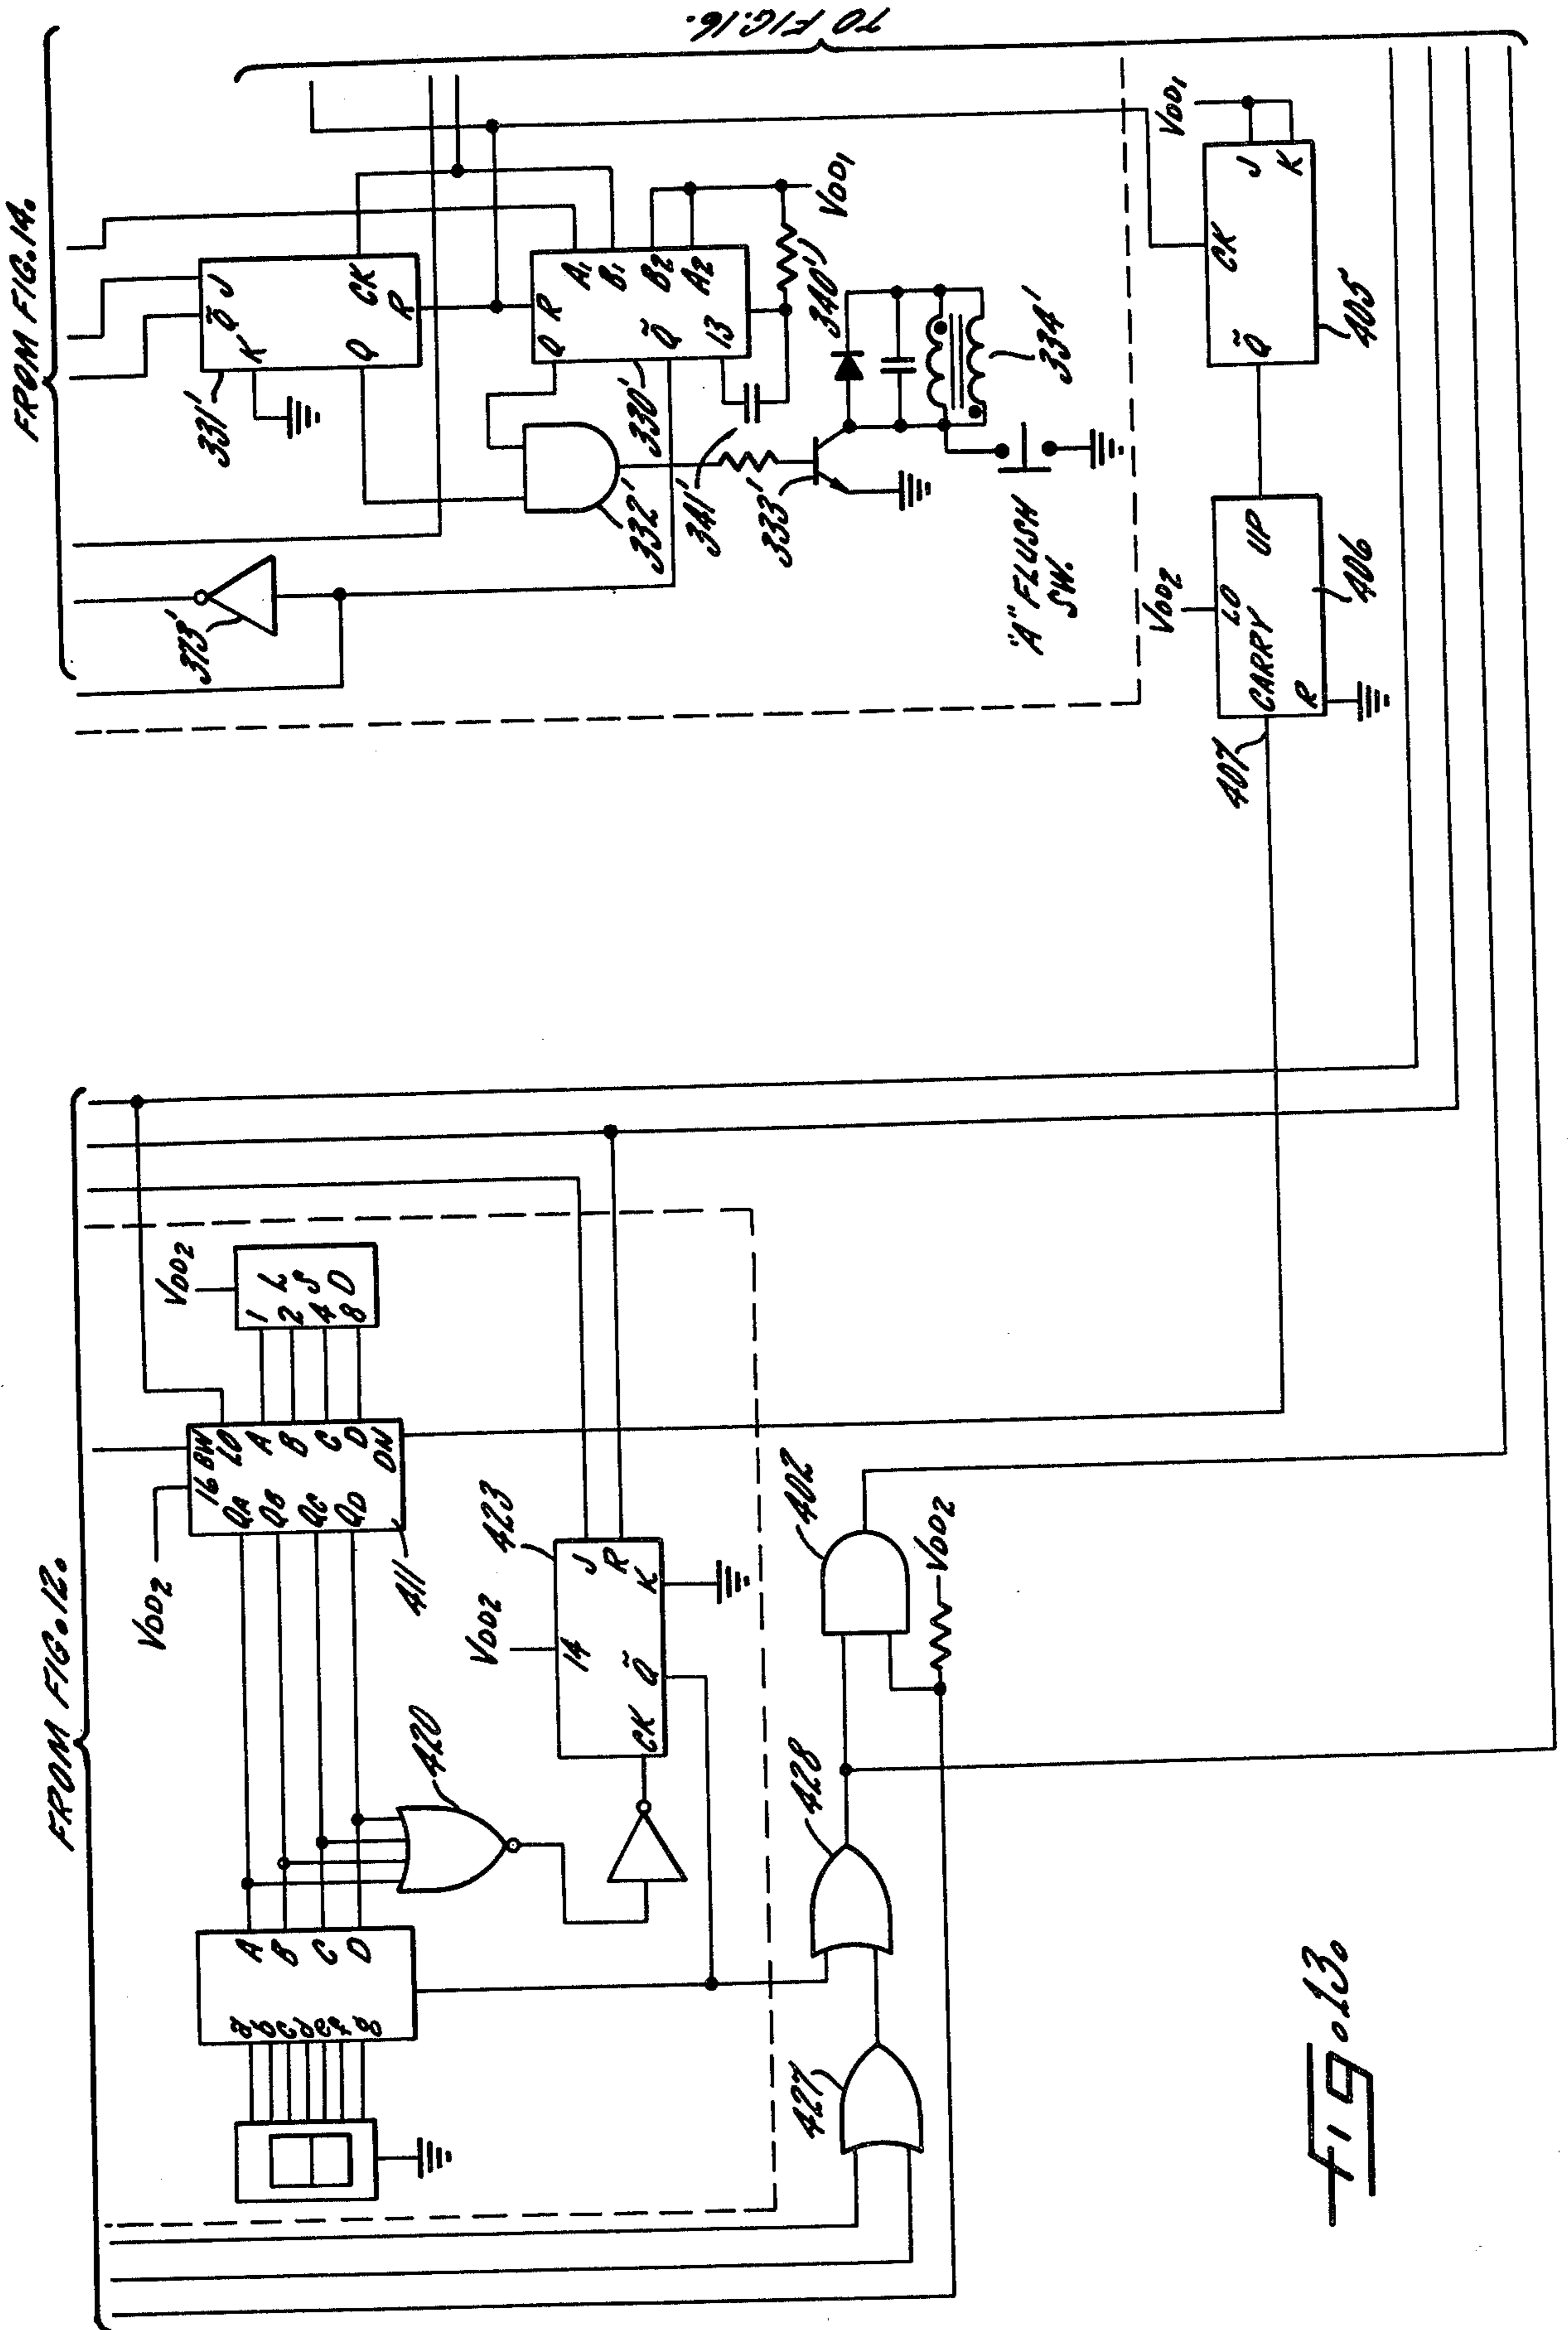 TO FIG. 16.
FROM FIG. 14.
331'
K
Q̃
J
Q
CK
R
373'
Q
R
A1
B1
B2
A2
Q̃
13
330'
332'
341'
340'
333'
334'
VDD1
"A" FLUSH
SW.
VDD1
J
K
CK
Q̃
405
VDD2
LO
CARRY
UP
R
406
407
FROM FIG. 12.
VDD2
1
2
4
8
L
S
D
VDD2
16
BW
LO
QA
A
QB
B
QC
C
QD
D
DN
411
420
A
B
C
D
a
b
c
d
e
f
g
423
VDD2
14
J
R
K
CK
Q̃
402
VDD2
428
427
Fig. 13.